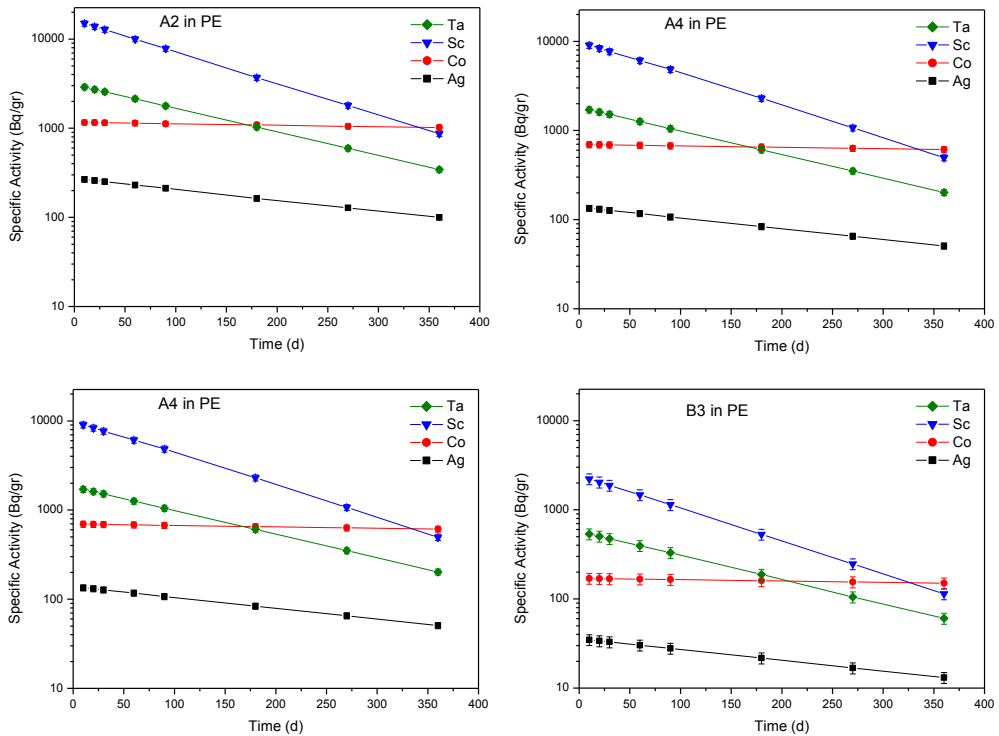 A2 in PE
Ta
Sc
Co
Ag
Specific Activity (Bq/gr)
10000
1000
100
10
0 50 100 150 200 250 300 350 400
Time (d)
A4 in PE
Ta
Sc
Co
Ag
Specific Activity (Bq/gr)
10000
1000
100
10
0 50 100 150 200 250 300 350 400
Time (d)
A4 in PE
Ta
Sc
Co
Ag
Specific Activity (Bq/gr)
10000
1000
100
10
0 50 100 150 200 250 300 350 400
Time (d)
B3 in PE
Ta
Sc
Co
Ag
Specific Activity (Bq/gr)
10000
1000
100
10
0 50 100 150 200 250 300 350 400
Time (d)